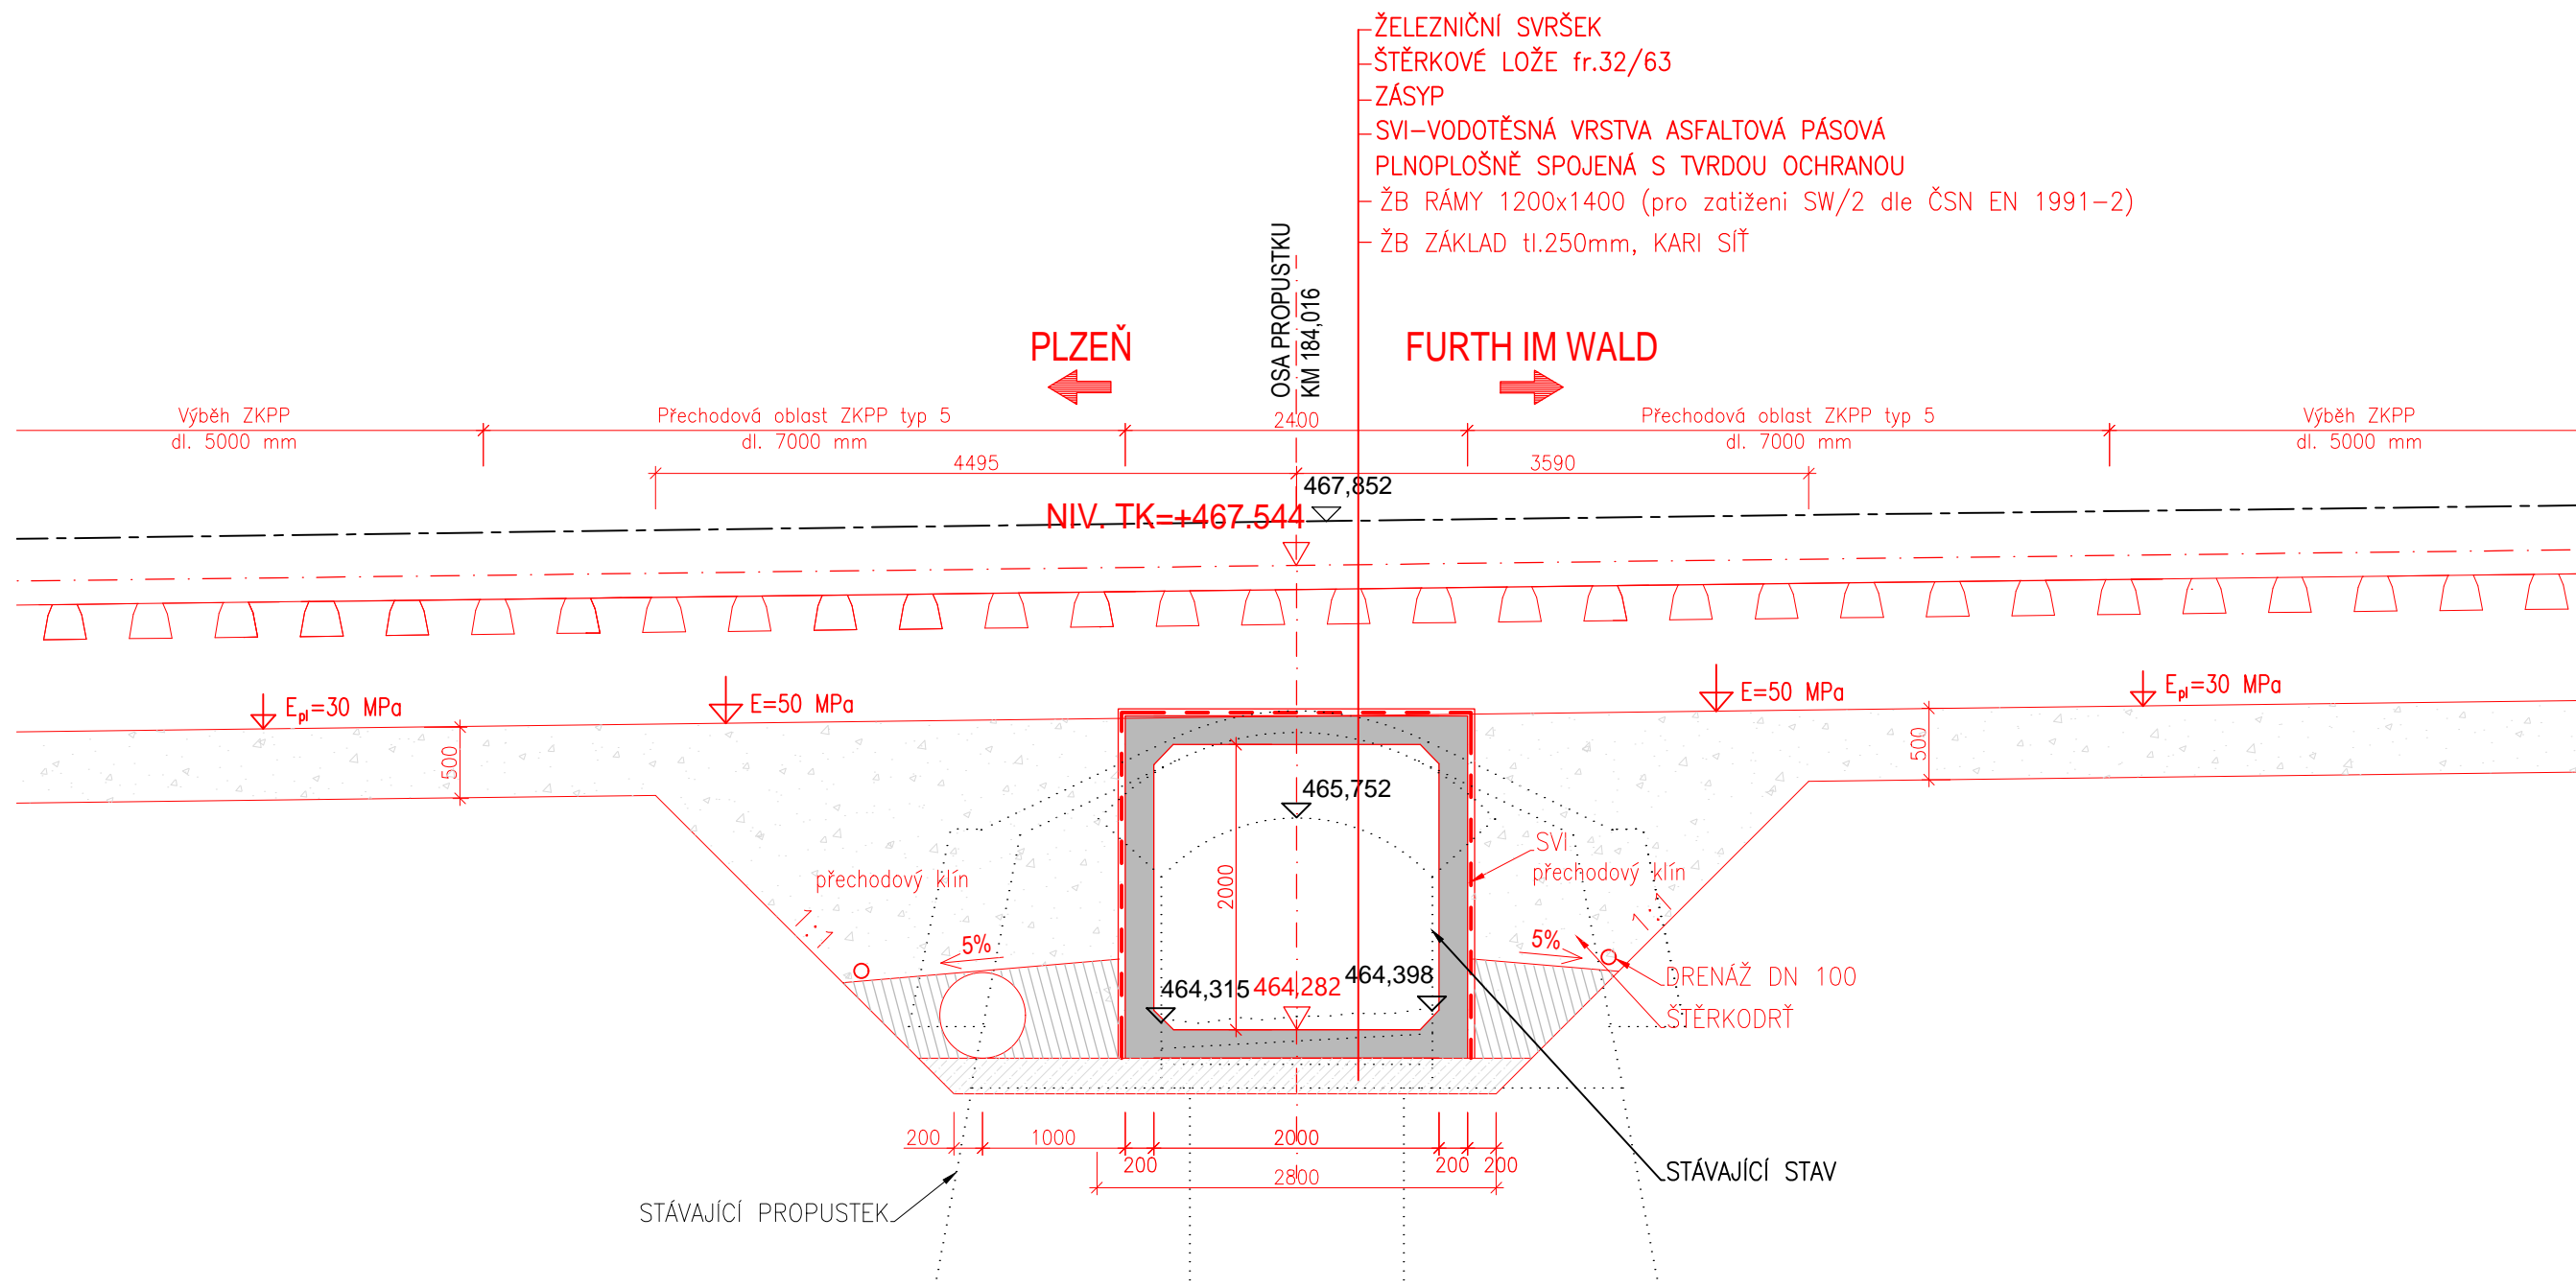 ŽELEZNIČNÍ SVRŠEK
ŠTĚRKOVÉ LOŽE fr.32/63
ZÁSYP
SVI-VODOTĚSNÁ VRSTVA ASFALTOVÁ PÁSOVÁ
PLNOPLOŠNĚ SPOJENÁ S TVRDOU OCHRANOU
ŽB RÁMY 1200x1400 (pro zatiženi SW/2 dle ČSN EN 1991-2)
ŽB ZÁKLAD tl.250mm, KARI SÍŤ
OSA PROPUSTKU
KM 184,016
PLZEŇ
FURTH IM WALD
Výběh ZKPP
dl. 5000 mm
Přechodová oblast ZKPP typ 5
dl. 7000 mm
2400
Přechodová oblast ZKPP typ 5
dl. 7000 mm
Výběh ZKPP
dl. 5000 mm
4495
3590
467,852
NIV. TK=+467.544
Epl=30 MPa
E=50 MPa
E=50 MPa
Epl=30 MPa
500
500
465,752
2000
SVI
přechodový klín
přechodový klín
1:1
1:1
5%
5%
464,315
464,282
464,398
DRENÁŽ DN 100
ŠTĚRKODRŤ
200
1000
2000
200
200
200
2800
STÁVAJÍCÍ STAV
STÁVAJÍCÍ PROPUSTEK